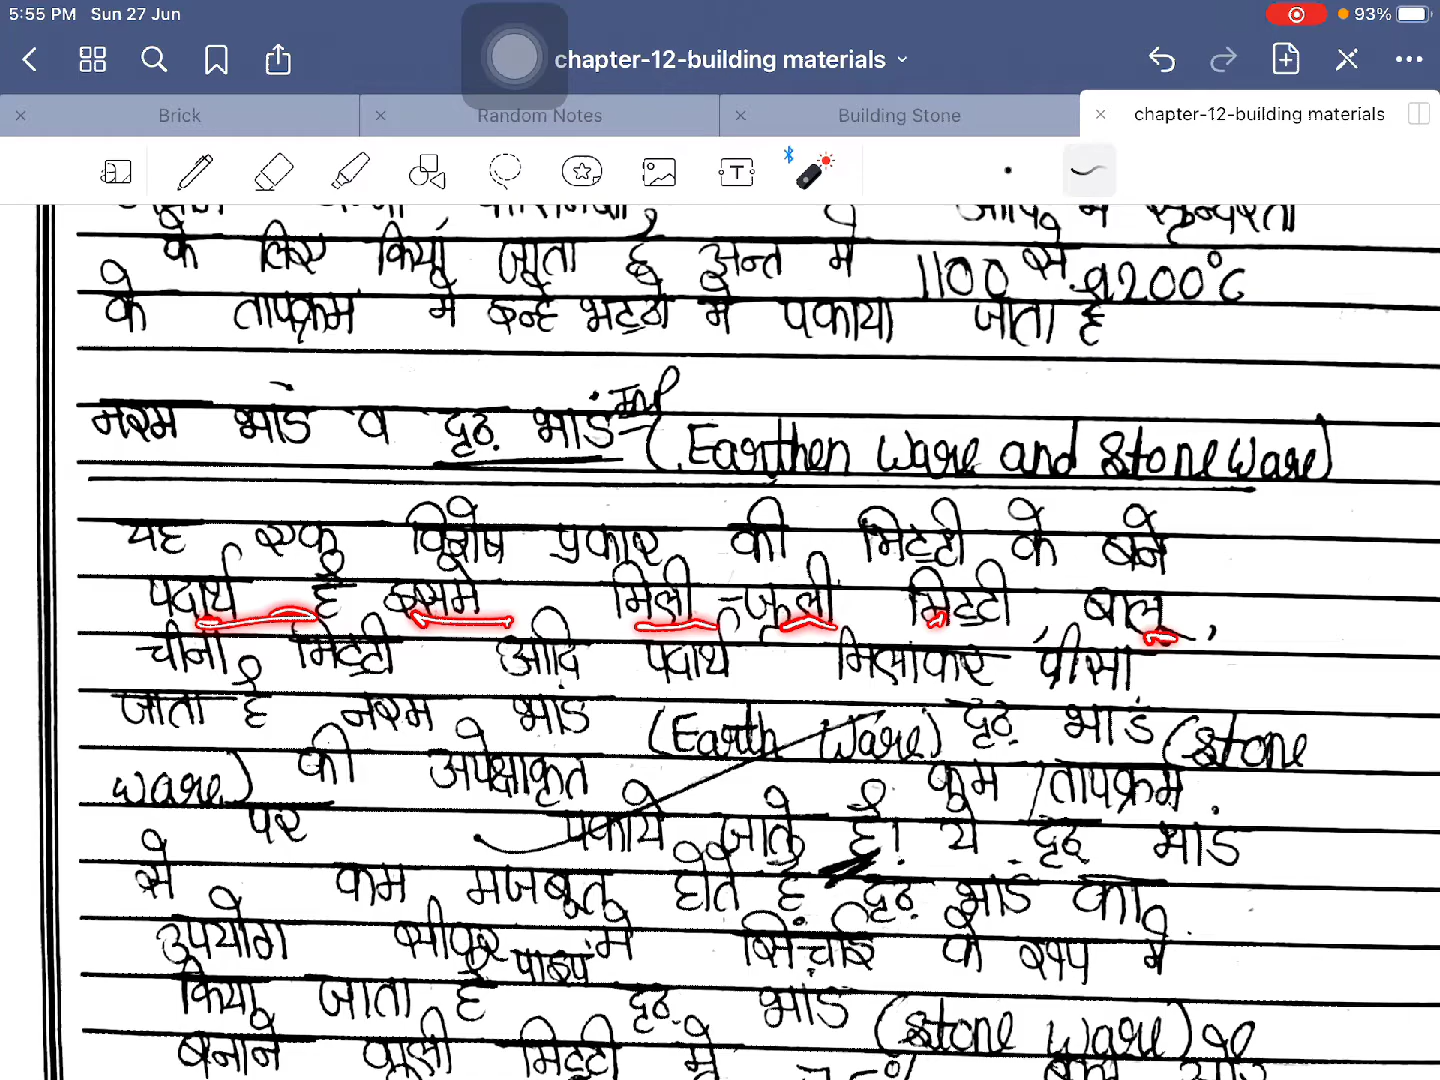 5:55 PM Sun 27 Jun 93%
chapter-12-building materials
Brick Random Notes Building Stone chapter-12-building materials
के लिए किया जाता है अन्त में 1100 से 1200°C
के तापक्रम में इन्हे भट्टी में पकाया जाता है
नरम भांड व दृढ़ भांड (Earthen ware and Stone ware)
यह एक विशेष प्रकार की मिट्टी के बने
पदार्थ है इसमे मिली-जुली मिट्टी, बालू,
चीनी मिट्टी आदि पदार्थ मिलाकर पीसा
जाता है नरम भांड (Earth ware) दृढ़ भांड (stone
ware) की अपेक्षाकृत कम तापक्रम
पर पकाये जाते है! ये दृढ़ भांड
से कम मजबूत होते है दृढ़ भांड का
उपयोग सीवर पाइप में के रूप मे
किया जाता है दृढ़ भांड (stone ware)
बनाने वाली मिट्टी मे